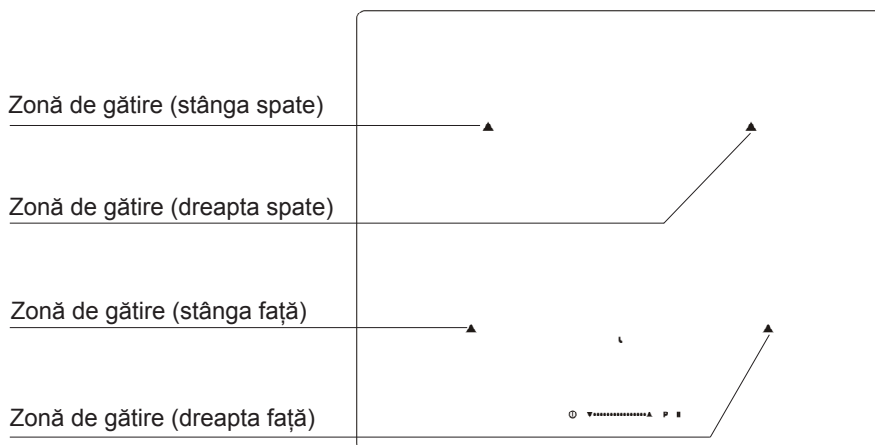 Zonă de gătire (stânga spate)
Zonă de gătire (dreapta spate)
Zonă de gătire (stânga față)
Zonă de gătire (dreapta față)
P